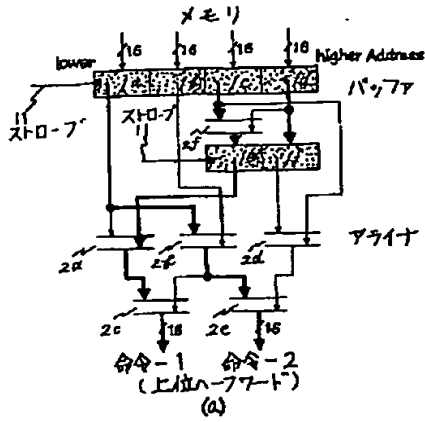 メモリ
16 16 16 16
lower higher Address
バッファ
ストローブ ストローブ
2f
アライナ
2a 2b 2d
2c 16 2e 16
命令-1 命令-2
(上位ハーフワード)
(a)